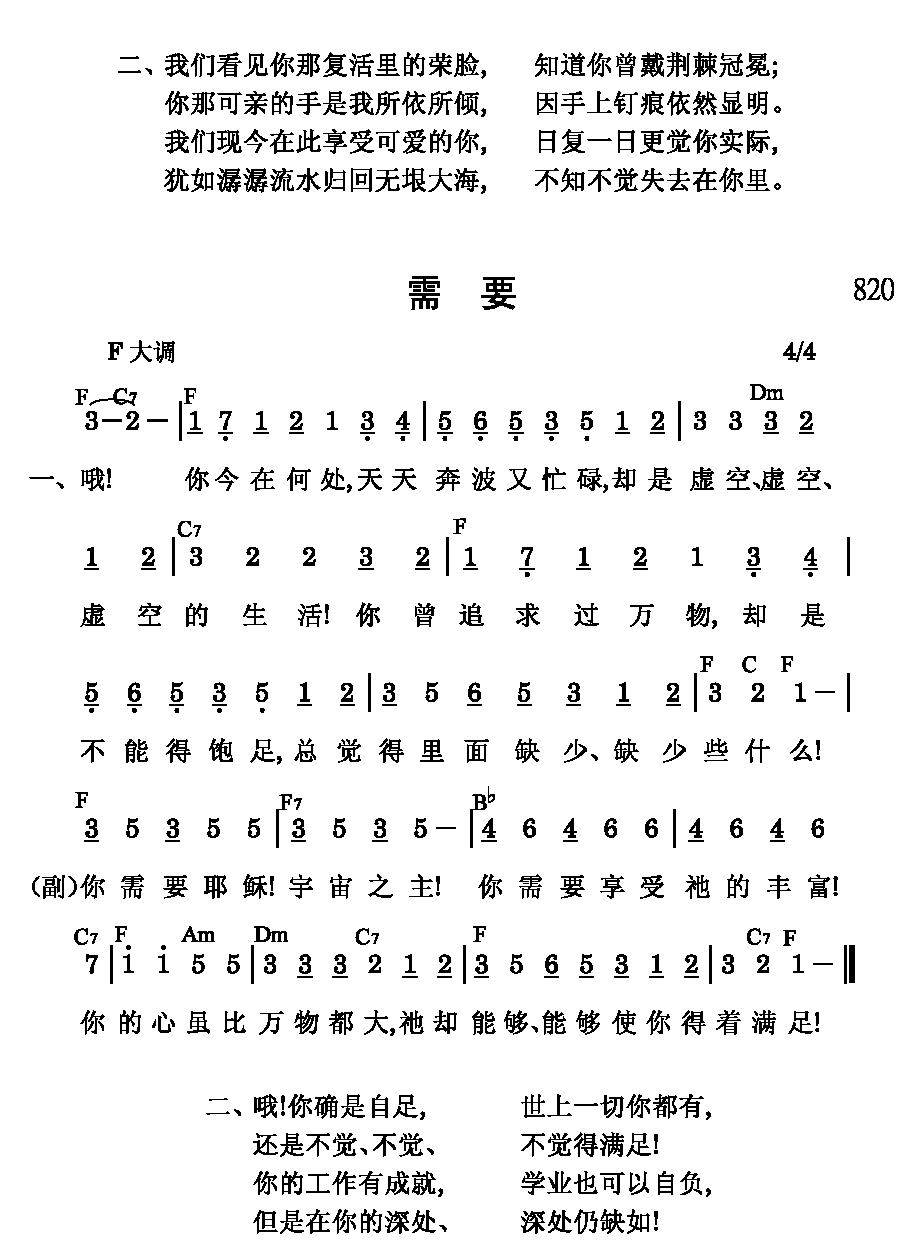 二、我们看见你那复活里的荣脸, 知道你曾戴荆棘冠冕;
你那可亲的手是我所依所倾, 因手上钉痕依然显明。
我们现今在此享受可爱的你, 日复一日更觉你实际,
犹如潺潺流水归回无垠大海, 不知不觉失去在你里。
需 要 820
F大调 4/4
F C7 F Dm
3–2– | 1 7 1 2 1 3 4 | 5 6 5 3 5 1 2 | 3 3 3 2
一、哦! 你今在何处,天天奔波又忙碌,却是虚空、虚空、
C7 F
1 2 | 3 2 2 3 2 | 1 7 1 2 1 3 4 |
虚空的生活!你曾追求过万物,却是
F C F
5 6 5 3 5 1 2 | 3 5 6 5 3 1 2 | 3 2 1– |
不能得饱足,总觉得里面缺少、缺少些什么!
F F7 B♭
3 5 3 5 5 | 3 5 3 5– | 4 6 4 6 6 | 4 6 4 6
(副)你需要耶稣!宇宙之主! 你需要享受祂的丰富!
C7 F Am Dm C7 F C7 F
7 | i i 5 5 | 3 3 3 2 1 2 | 3 5 6 5 3 1 2 | 3 2 1– ‖
你的心虽比万物都大,祂却能够、能够使你得着满足!
二、哦!你确是自足, 世上一切你都有,
还是不觉、不觉、 不觉得满足!
你的工作有成就, 学业也可以自负,
但是在你的深处、 深处仍缺如!